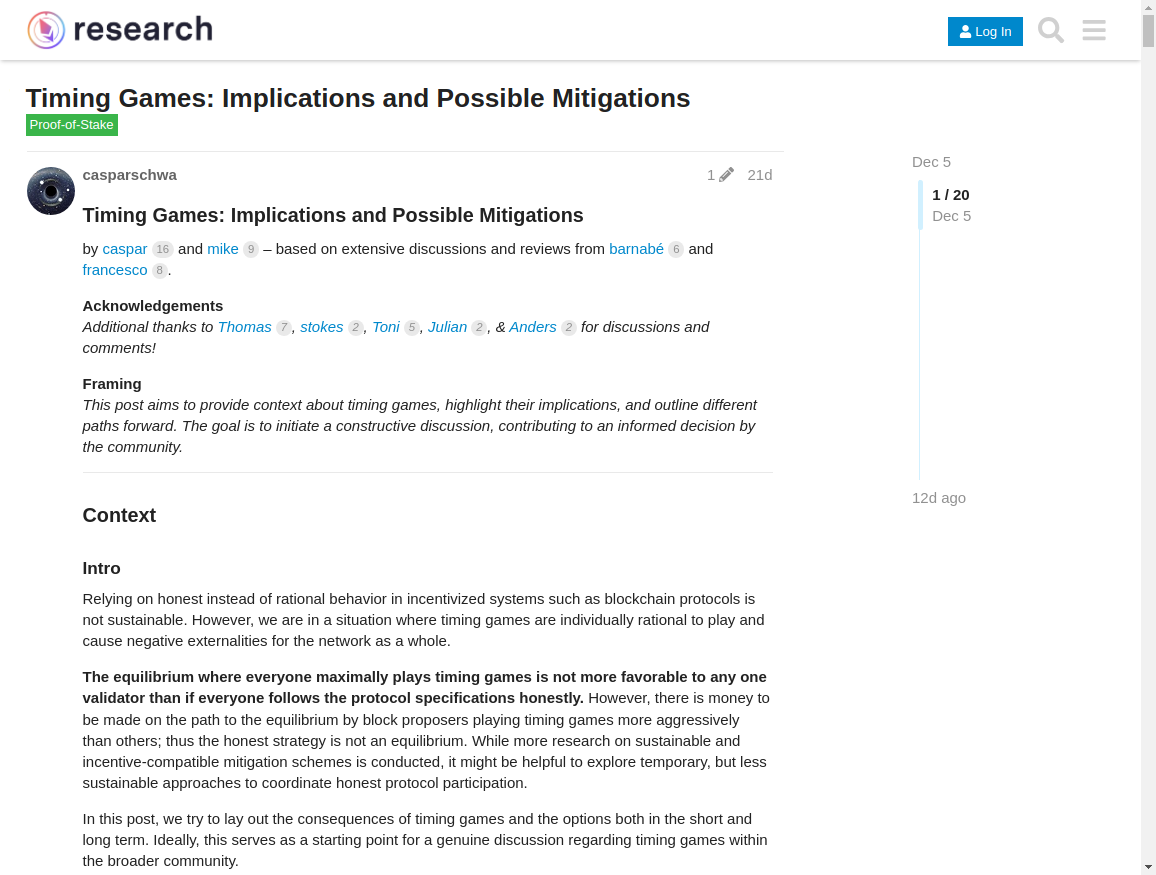 research
Log In
Timing Games: Implications and Possible Mitigations
Proof-of-Stake
casparschwa
1
21d
Timing Games: Implications and Possible Mitigations
by caspar 16 and mike 9 – based on extensive discussions and reviews from barnabé 6 and
francesco 8.
Acknowledgements
Additional thanks to Thomas 7, stokes 2, Toni 5, Julian 2, & Anders 2 for discussions and
comments!
Framing
This post aims to provide context about timing games, highlight their implications, and outline different
paths forward. The goal is to initiate a constructive discussion, contributing to an informed decision by
the community.
Context
Intro
Relying on honest instead of rational behavior in incentivized systems such as blockchain protocols is
not sustainable. However, we are in a situation where timing games are individually rational to play and
cause negative externalities for the network as a whole.
The equilibrium where everyone maximally plays timing games is not more favorable to any one
validator than if everyone follows the protocol specifications honestly. However, there is money to
be made on the path to the equilibrium by block proposers playing timing games more aggressively
than others; thus the honest strategy is not an equilibrium. While more research on sustainable and
incentive-compatible mitigation schemes is conducted, it might be helpful to explore temporary, but less
sustainable approaches to coordinate honest protocol participation.
In this post, we try to lay out the consequences of timing games and the options both in the short and
long term. Ideally, this serves as a starting point for a genuine discussion regarding timing games within
the broader community.
Dec 5
1 / 20
Dec 5
12d ago